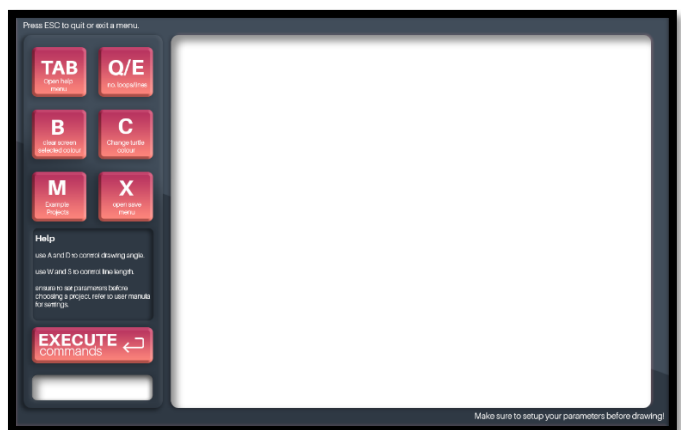 Press ESC to quit or exit a menu.
TAB
Open help
menu
Q/E
no. loops/lines
B
clear screen
selected colour
C
Change turtle
colour
M
Example
Projects
X
open save
menu
Help
use A and D to control drawing angle.
use W and S to control line length.
ensure to set parameters before
choosing a project, refer to user manula
for settings.
EXECUTE
commands
Make sure to setup your parameters before drawing!